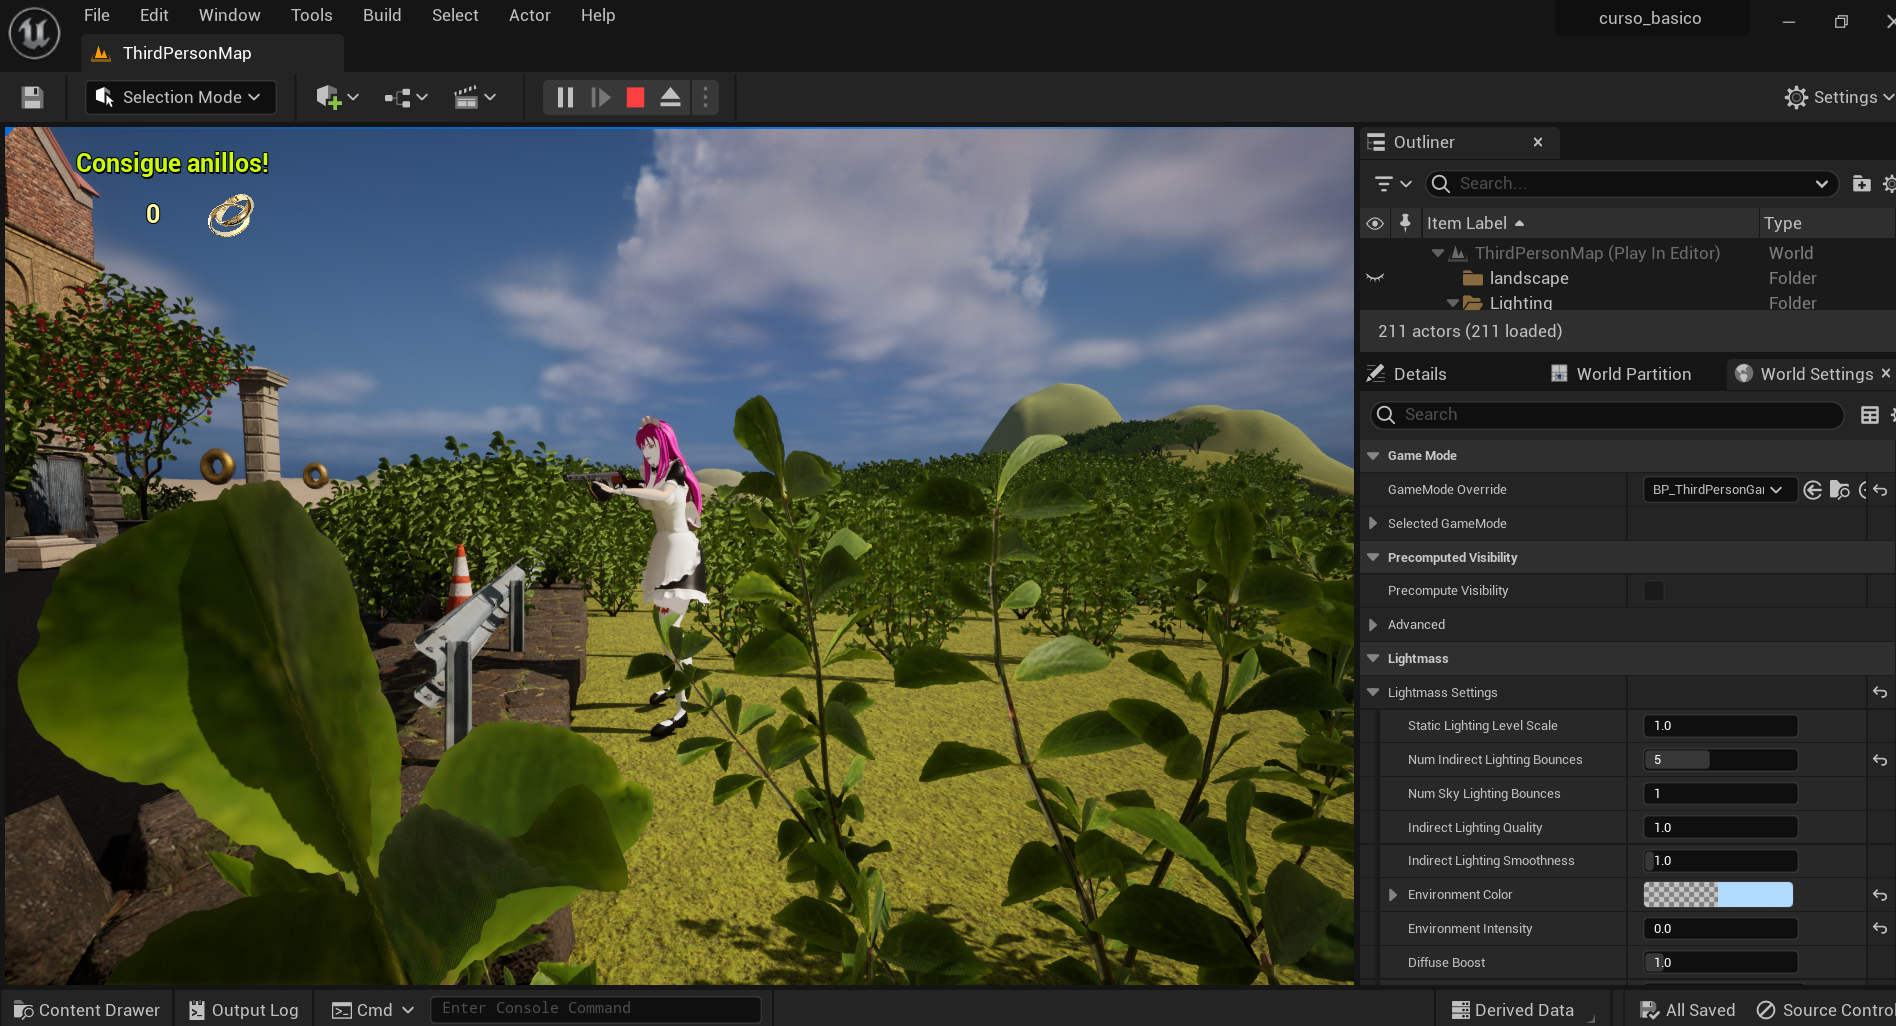 File Edit Window Tools Build Select Actor Help
curso_basico
ThirdPersonMap
Selection Mode
Settings
Consigue anillos!
0
Outliner
Search...
Item Label Type
ThirdPersonMap (Play In Editor) World
landscape Folder
Lighting Folder
211 actors (211 loaded)
Details World Partition World Settings
Search
Game Mode
GameMode Override BP_ThirdPersonGa
Selected GameMode
Precomputed Visibility
Precompute Visibility
Advanced
Lightmass
Lightmass Settings
Static Lighting Level Scale 1.0
Num Indirect Lighting Bounces 5
Num Sky Lighting Bounces 1
Indirect Lighting Quality 1.0
Indirect Lighting Smoothness 1.0
Environment Color
Environment Intensity 0.0
Diffuse Boost 1.0
Content Drawer Output Log Cmd Enter Console Command Derived Data All Saved Source Contro